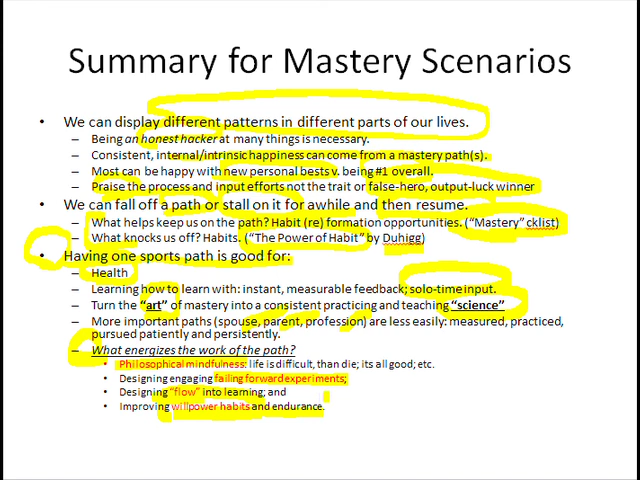 Summary for Mastery Scenarios
• We can display different patterns in different parts of our lives.
– Being an honest hacker at many things is necessary.
– Consistent, internal/intrinsic happiness can come from a mastery path(s).
– Most can be happy with new personal bests v. being #1 overall.
– Praise the process and input efforts not the trait or false-hero, output-luck winner
• We can fall off a path or stall on it for awhile and then resume.
– What helps keep us on the path? Habit (re) formation opportunities. (“Mastery” cklist)
– What knocks us off? Habits. (“The Power of Habit” by Duhigg)
• Having one sports path is good for:
– Health
– Learning how to learn with: instant, measurable feedback; solo-time input.
– Turn the “art” of mastery into a consistent practicing and teaching “science”
– More important paths (spouse, parent, profession) are less easily: measured, practiced,
pursued patiently and persistently.
– What energizes the work of the path?
• Philosophical mindfulness: life is difficult, than die; its all good; etc.
• Designing engaging failing forward experiments;
• Designing “flow” into learning; and
• Improving willpower habits and endurance.